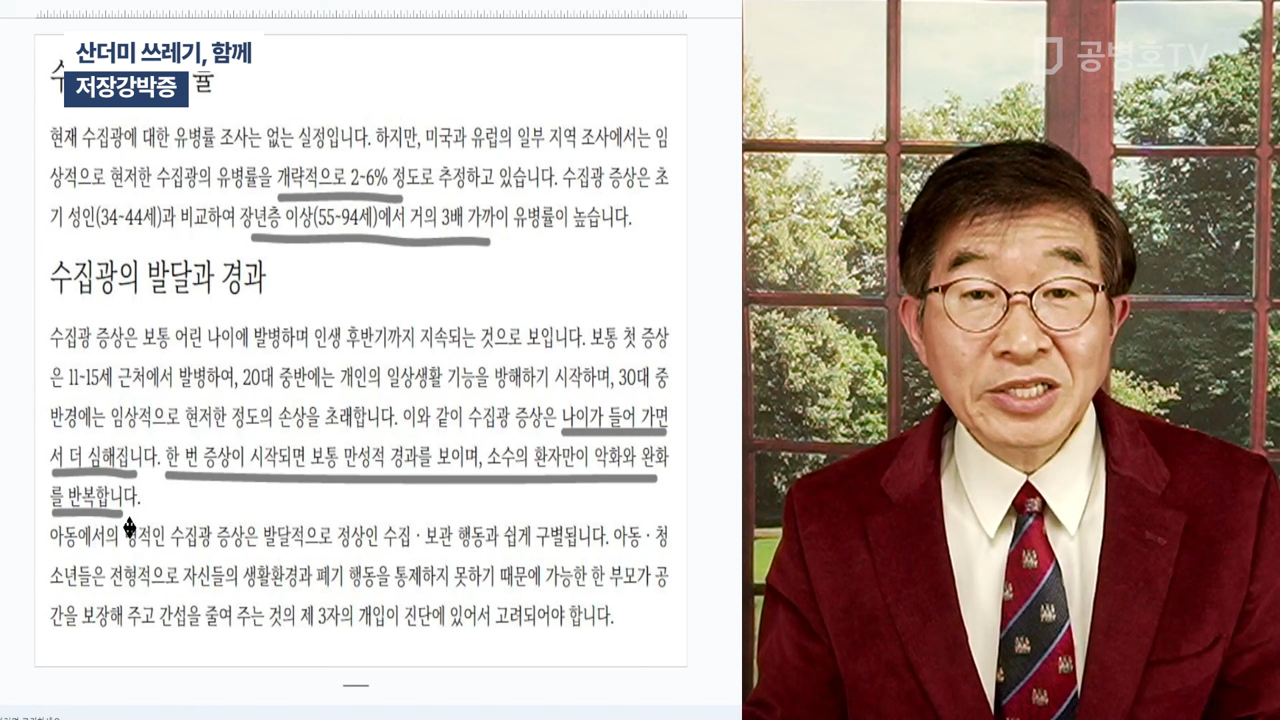 산더미 쓰레기, 함께
저장강박증
수
률
현재 수집광에 대한 유병률 조사는 없는 실정입니다. 하지만, 미국과 유럽의 일부 지역 조사에서는 임
상적으로 현저한 수집광의 유병률을 개략적으로 2~6% 정도로 추정하고 있습니다. 수집광 증상은 초
기 성인(34~44세)과 비교하여 장년층 이상(55~94세)에서 거의 3배 가까이 유병률이 높습니다.
수집광의 발달과 경과
수집광 증상은 보통 어린 나이에 발병하며 인생 후반기까지 지속되는 것으로 보입니다. 보통 첫 증상
은 11-15세 근처에서 발병하여, 20대 중반에는 개인의 일상생활 기능을 방해하기 시작하며, 30대 중
반경에는 임상적으로 현저한 정도의 손상을 초래합니다. 이와 같이 수집광 증상은 나이가 들어 가면
서 더 심해집니다. 한 번 증상이 시작되면 보통 만성적 경과를 보이며, 소수의 환자만이 악화와 완화
를 반복합니다.
아동에서의 적인 수집광 증상은 발달적으로 정상인 수집 · 보관 행동과 쉽게 구별됩니다. 아동 · 청
소년들은 전형적으로 자신들의 생활환경과 폐기 행동을 통제하지 못하기 때문에 가능한 한 부모가 공
간을 보장해 주고 간섭을 줄여 주는 것의 제 3자의 개입이 진단에 있어서 고려되어야 합니다.
공병호TV